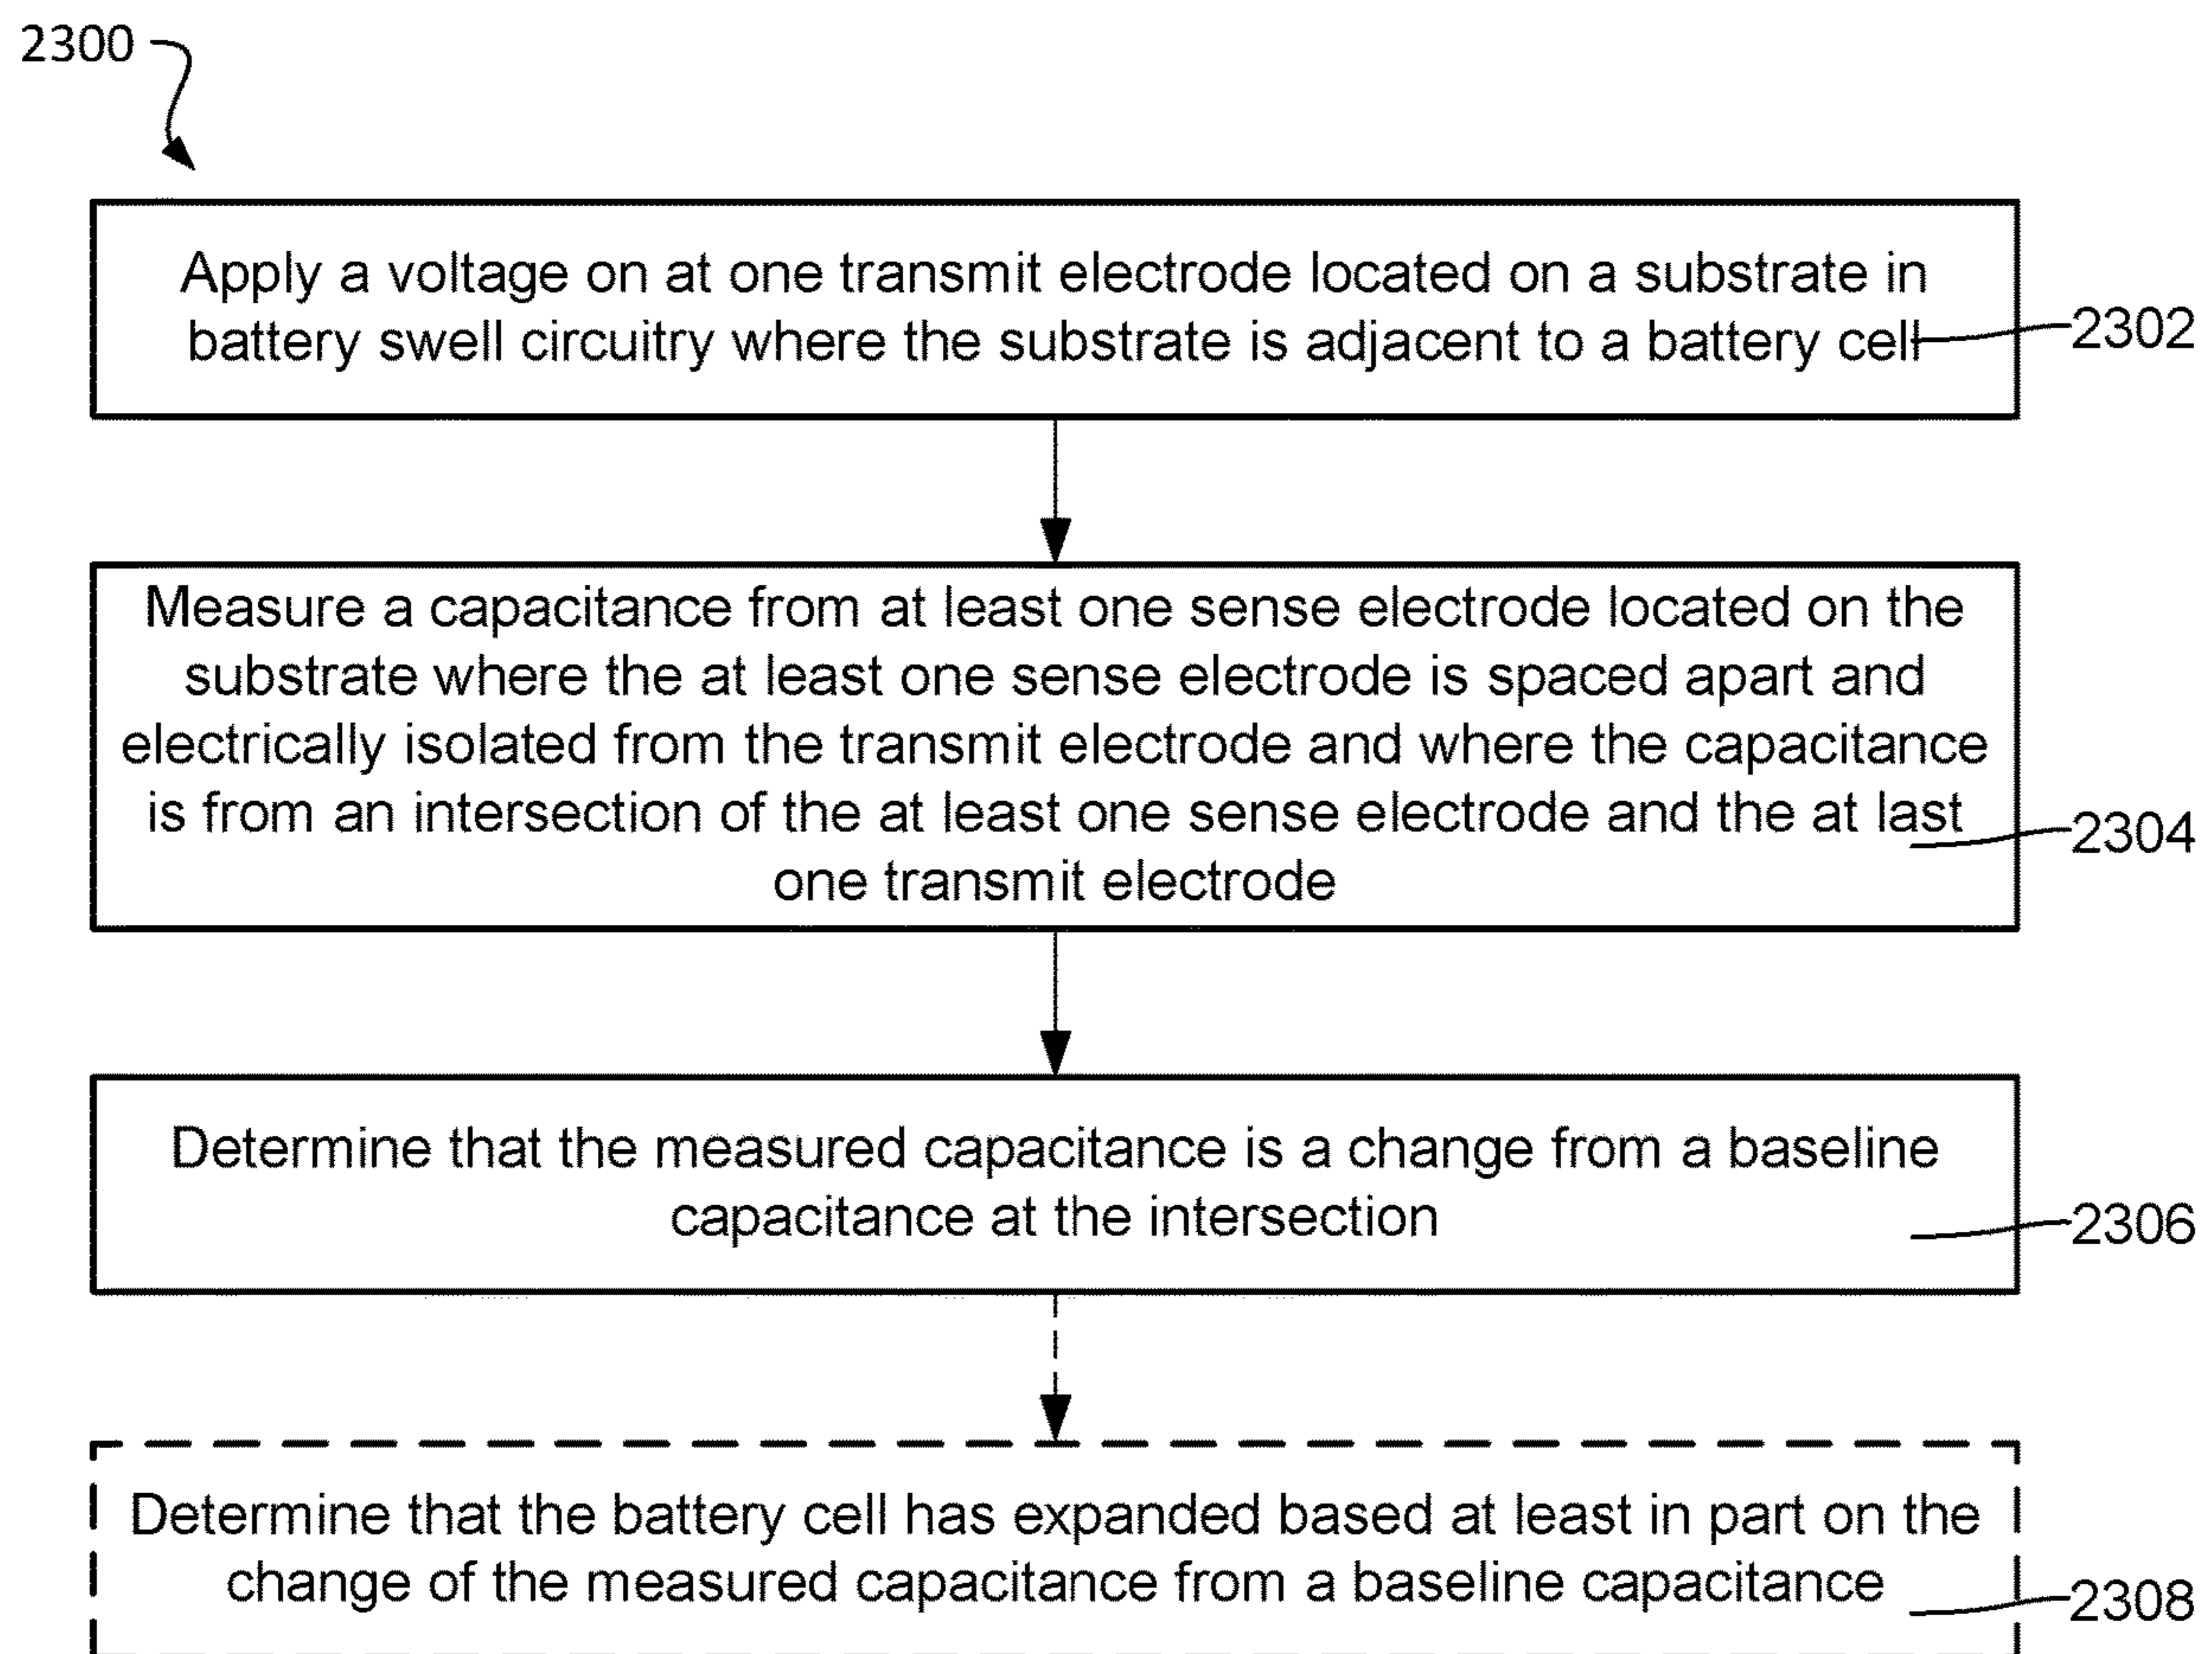 2300
Apply a voltage on at one transmit electrode located on a substrate in
battery swell circuitry where the substrate is adjacent to a battery cell
2302
Measure a capacitance from at least one sense electrode located on the
substrate where the at least one sense electrode is spaced apart and
electrically isolated from the transmit electrode and where the capacitance
is from an intersection of the at least one sense electrode and the at last
one transmit electrode
2304
Determine that the measured capacitance is a change from a baseline
capacitance at the intersection
2306
Determine that the battery cell has expanded based at least in part on the
change of the measured capacitance from a baseline capacitance
2308